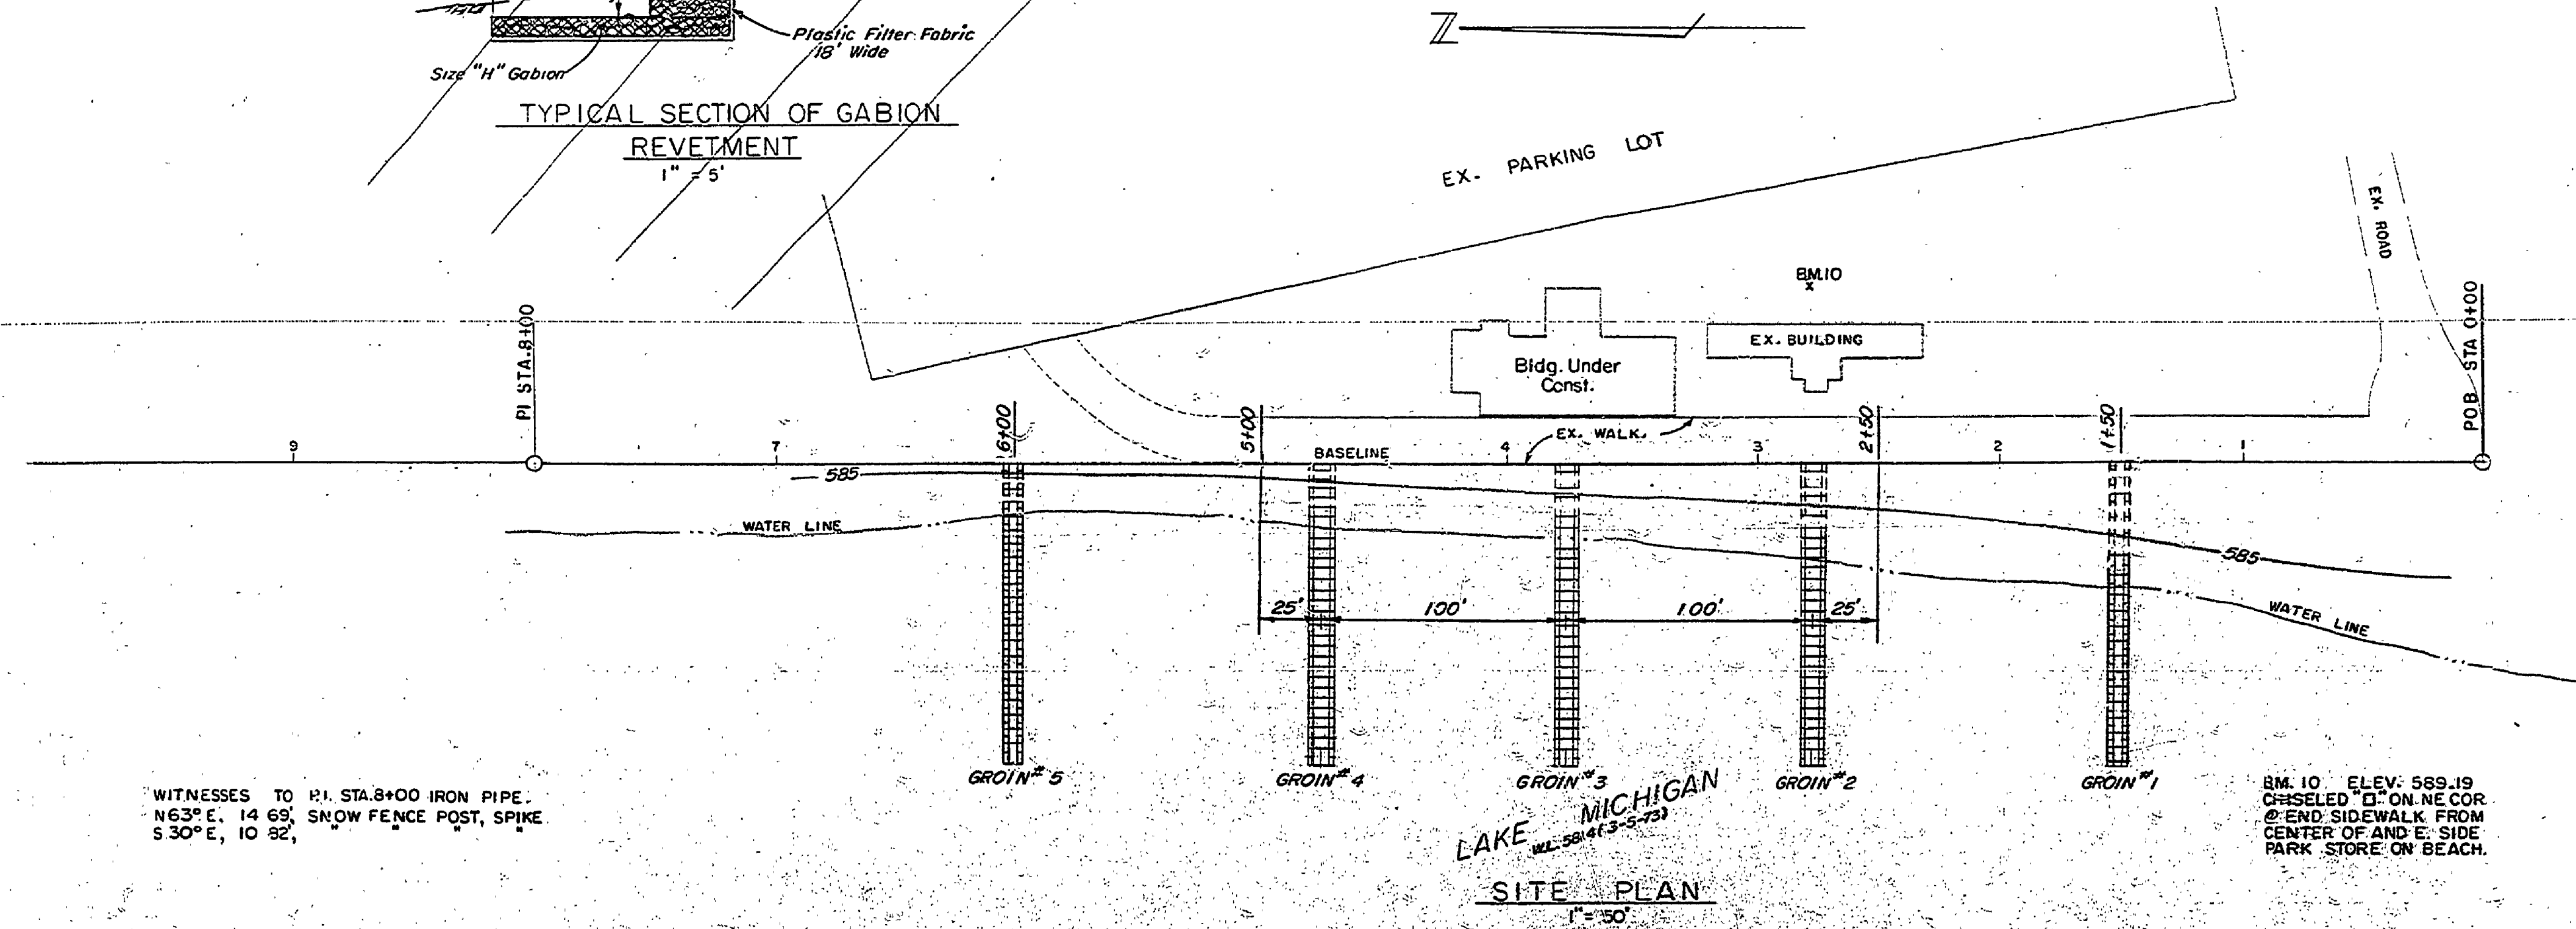 Plastic Filter Fabric
18' Wide
Size "H" Gabion
TYPICAL SECTION OF GABION
REVETMENT
1" = 5'
N
EX. PARKING LOT
EX. ROAD
BM.10
x
EX. BUILDING
Bldg. Under
Const.
PI STA. 8+00
POB STA 0+00
6+00
5+00
2+50
1+50
EX. WALK.
BASELINE
9
7
4
3
2
1
585
585
WATER LINE
WATER LINE
25'
100'
100'
25'
GROIN #5
GROIN #4
GROIN #3
GROIN #2
GROIN #1
LAKE MICHIGAN
(3-5-73)
WITNESSES TO P.I. STA. 8+00 IRON PIPE.
N 63° E, 14.69', SNOW FENCE POST, SPIKE
S 30° E, 10.82', " " " "
BM. 10 ELEV. 589.19
CHISELED "□" ON NE COR.
@ END SIDEWALK FROM
CENTER OF AND E. SIDE
PARK STORE ON BEACH.
SITE PLAN
1" = 50'